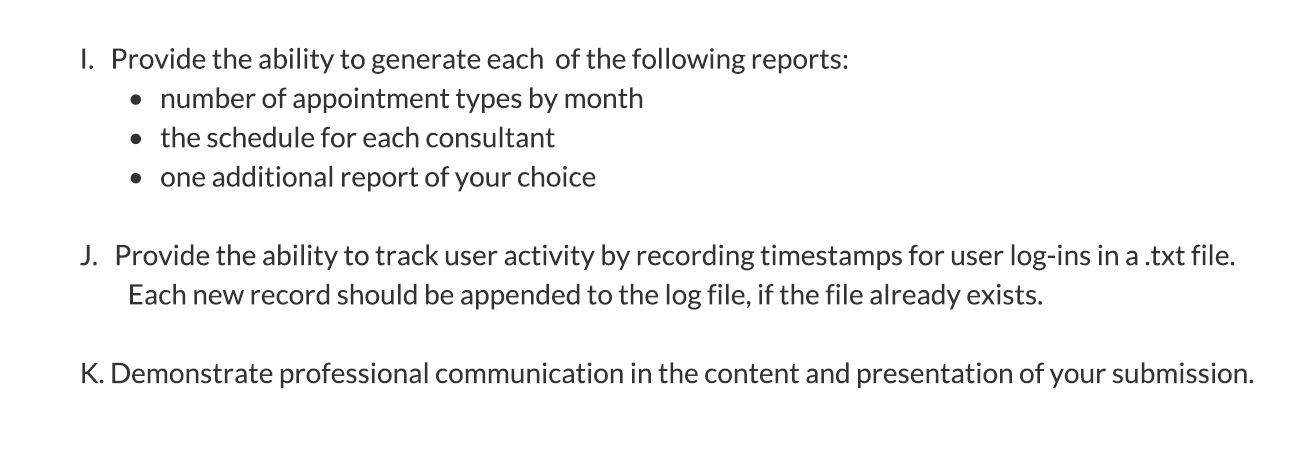 I. Provide the ability to generate each of the following reports:
• number of appointment types by month
• the schedule for each consultant
• one additional report of your choice
J. Provide the ability to track user activity by recording timestamps for user log-ins in a .txt file.
Each new record should be appended to the log file, if the file already exists.
K. Demonstrate professional communication in the content and presentation of your submission.